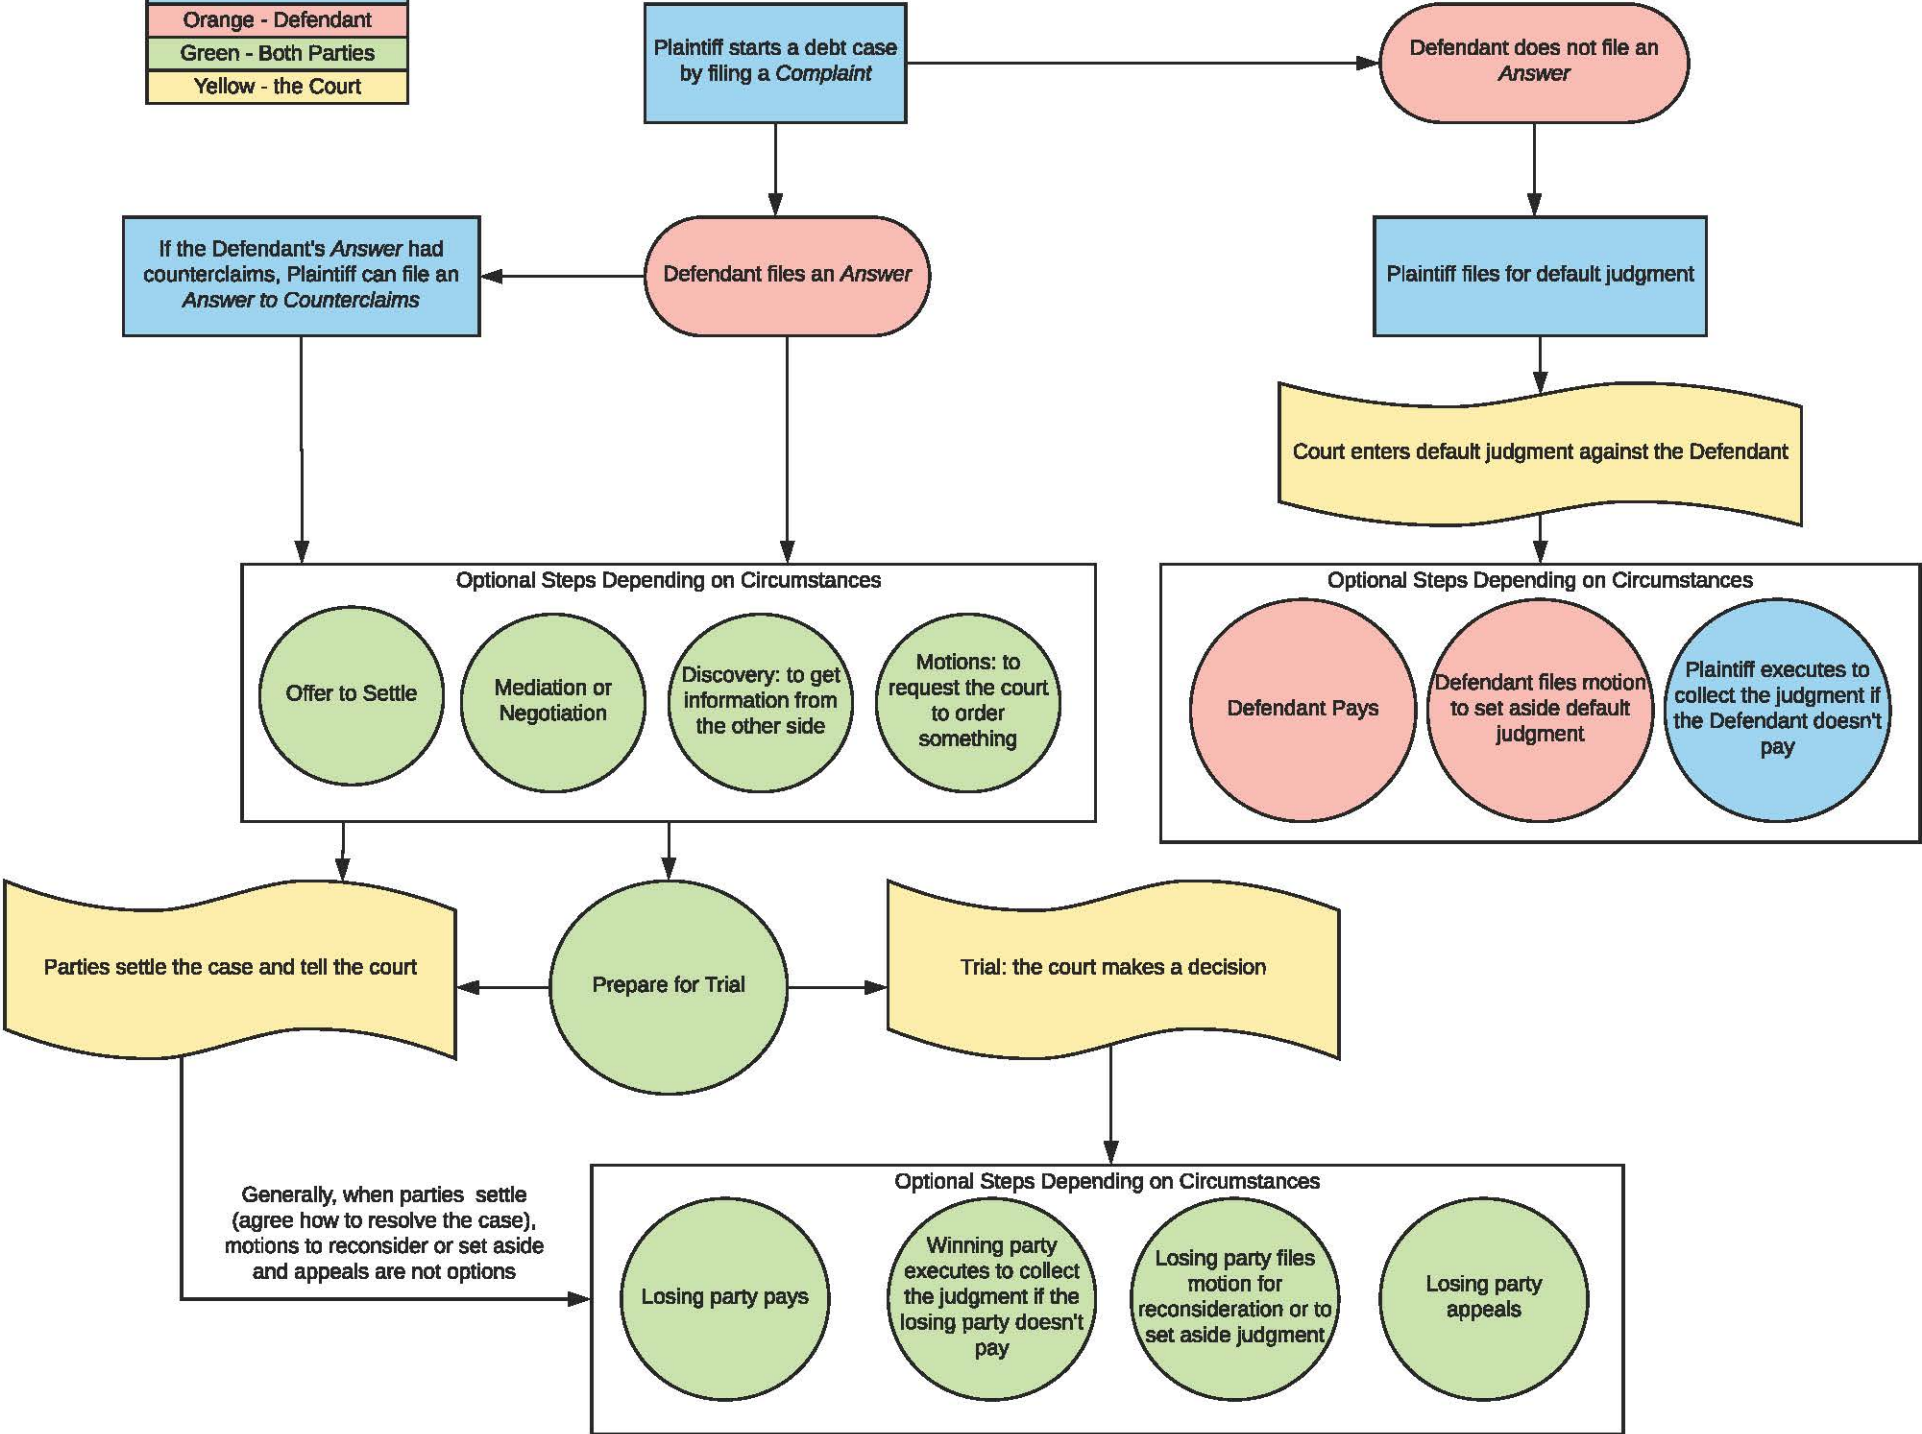 Orange - Defendant
Green - Both Parties
Yellow - the Court
Plaintiff starts a debt case
by filing a Complaint
Defendant does not file an
Answer
If the Defendant's Answer had
counterclaims, Plaintiff can file an
Answer to Counterclaims
Defendant files an Answer
Plaintiff files for default judgment
Court enters default judgment against the Defendant
Optional Steps Depending on Circumstances
Offer to Settle
Mediation or
Negotiation
Discovery: to get
information from
the other side
Motions: to
request the court
to order
something
Optional Steps Depending on Circumstances
Defendant Pays
Defendant files motion
to set aside default
judgment
Plaintiff executes to
collect the judgment if
the Defendant doesn't
pay
Parties settle the case and tell the court
Prepare for Trial
Trial: the court makes a decision
Generally, when parties settle
(agree how to resolve the case),
motions to reconsider or set aside
and appeals are not options
Optional Steps Depending on Circumstances
Losing party pays
Winning party
executes to collect
the judgment if the
losing party doesn't
pay
Losing party files
motion for
reconsideration or to
set aside judgment
Losing party
appeals